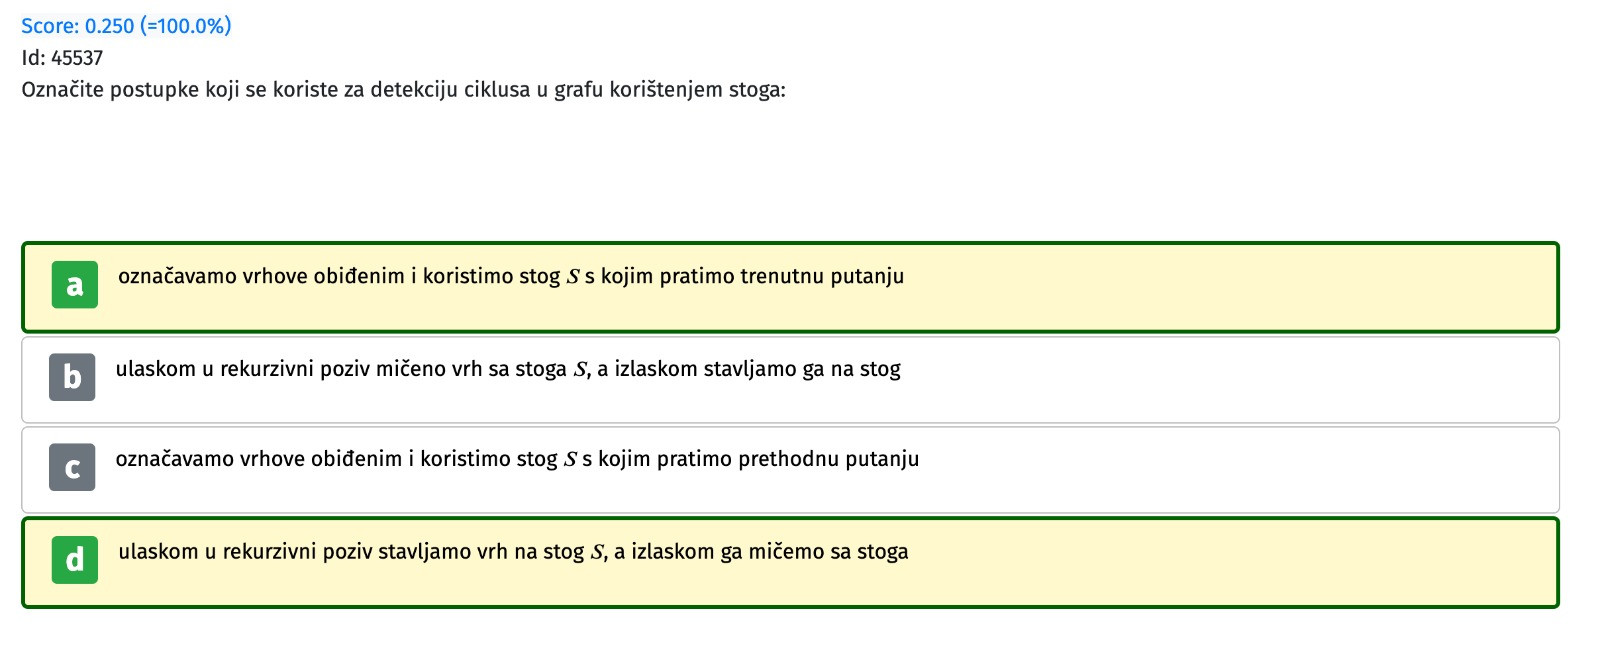 Score: 0.250 (=100.0%)
Id: 45537
Označite postupke koji se koriste za detekciju ciklusa u grafu korištenjem stoga:
a označavamo vrhove obiđenim i koristimo stog S s kojim pratimo trenutnu putanju
b ulaskom u rekurzivni poziv mičeno vrh sa stoga S, a izlaskom stavljamo ga na stog
c označavamo vrhove obiđenim i koristimo stog S s kojim pratimo prethodnu putanju
d ulaskom u rekurzivni poziv stavljamo vrh na stog S, a izlaskom ga mičemo sa stoga